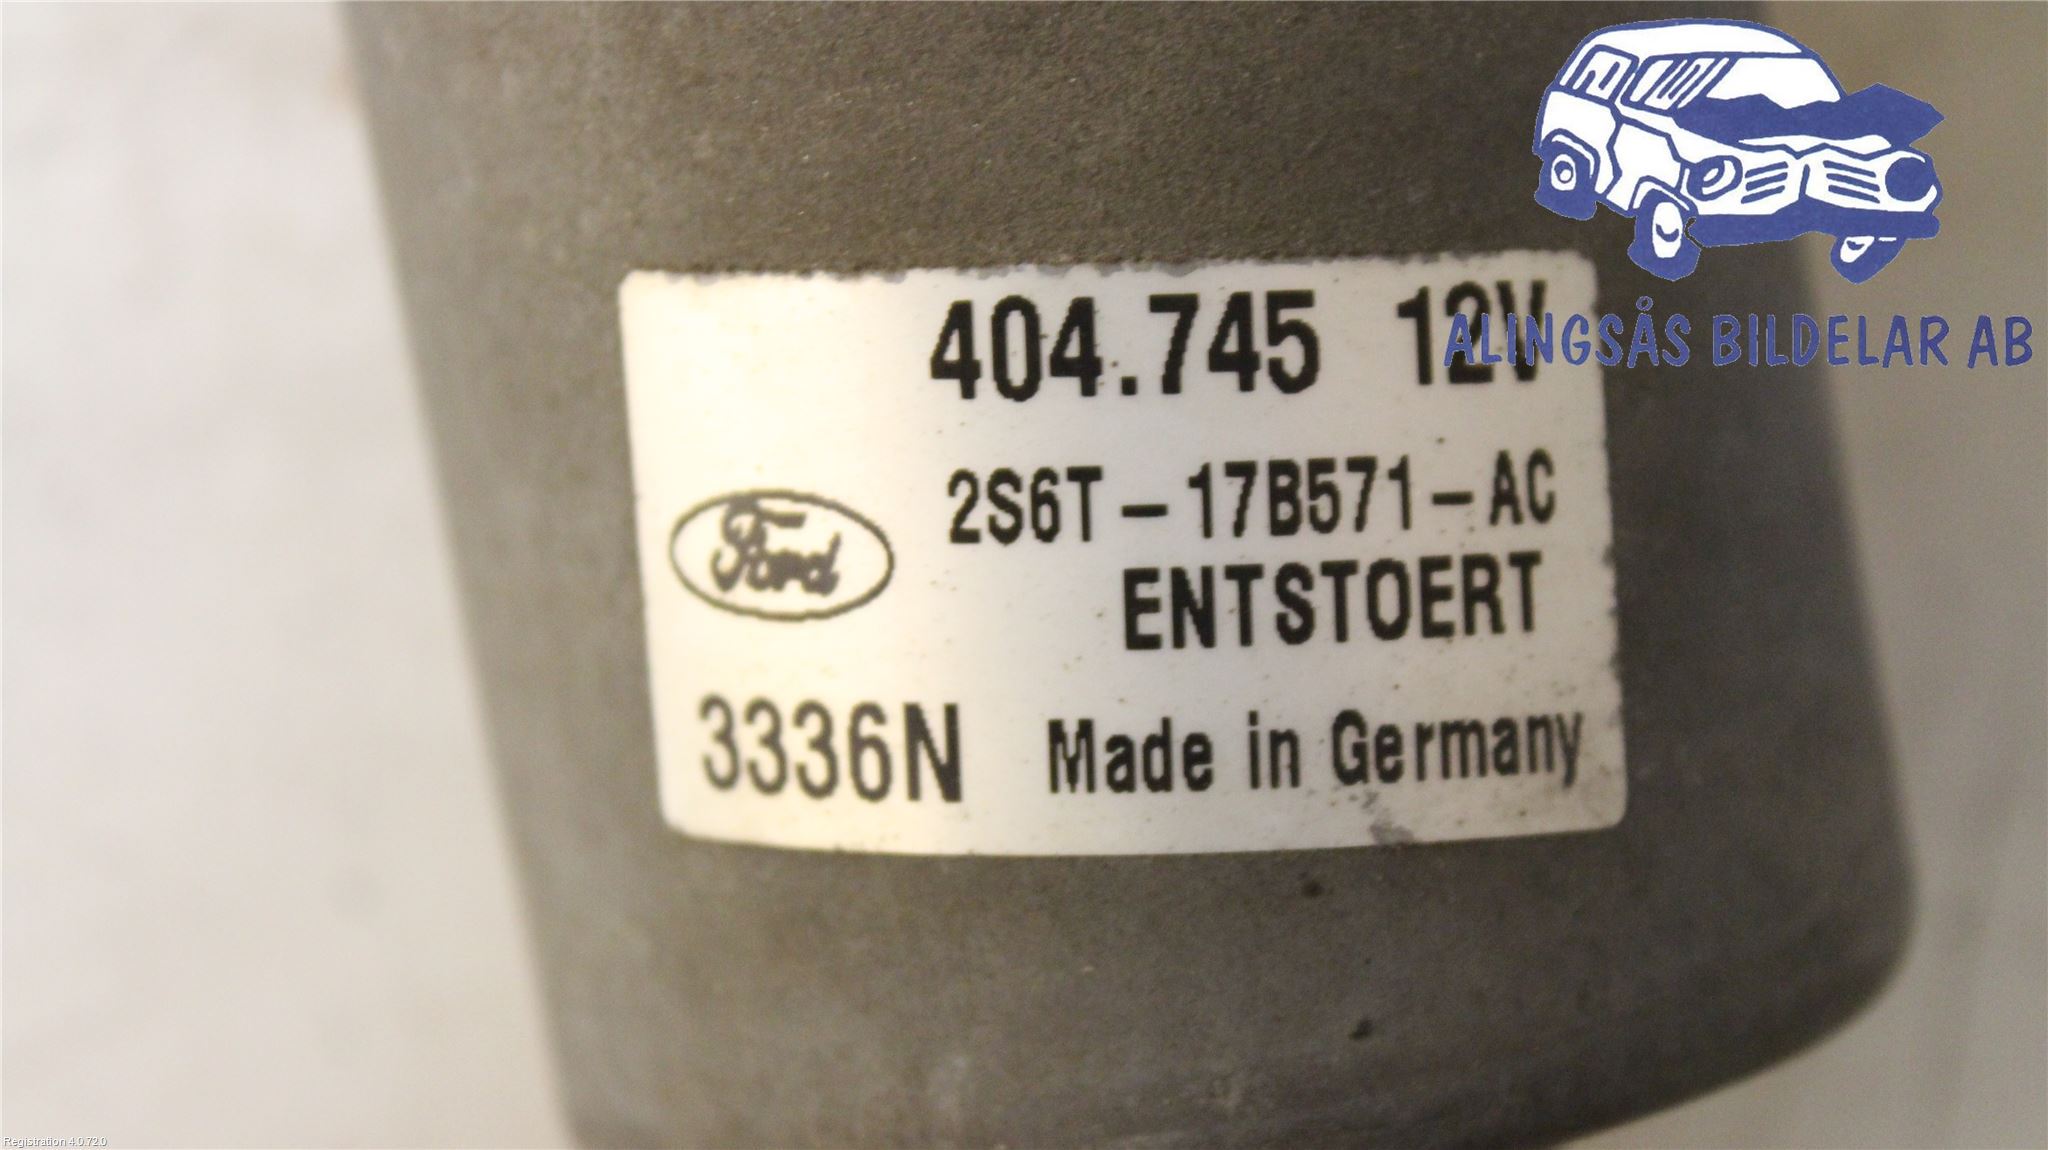 404.745 12V
ALINGSÅS BILDELAR AB
2S6T-17B571-AC
Ford
ENTSTOERT
3336N Made in Germany
Registration 4.0.72.0